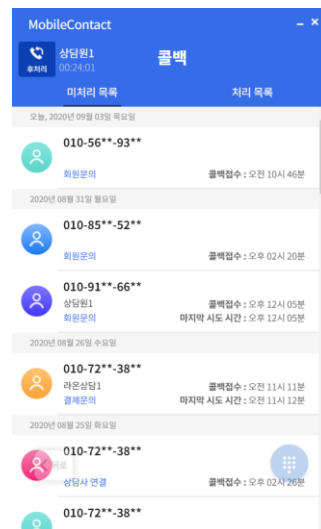 MobileContact
후처리
상담원1
00:24:01
콜백
미처리 목록
처리 목록
오늘, 2020년 09월 03일 목요일
010-56**-93**
회원문의
콜백접수 : 오전 10시 46분
2020년 08월 31일 월요일
010-85**-52**
회원문의
콜백접수 : 오후 02시 20분
010-91**-66**
상담원1
콜백접수 : 오후 12시 05분
회원문의
마지막 시도 시간 : 오후 12시 05분
2020년 08월 26일 수요일
010-72**-38**
라온상담1
콜백접수 : 오전 11시 11분
결제문의
마지막 시도 시간 : 오전 11시 12분
2020년 08월 25일 화요일
010-72**-38**
상담사 연결
콜백접수 : 오후 02시 26분
010-72**-38**